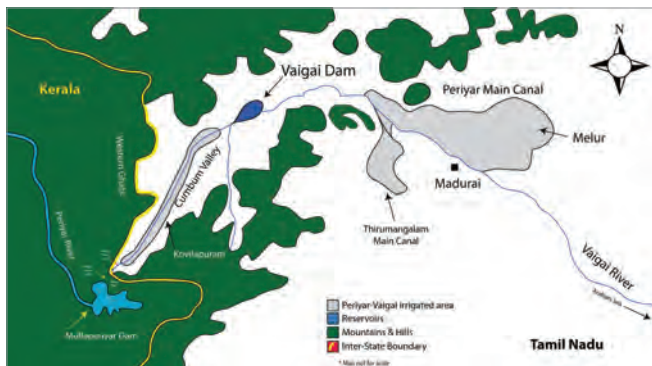 N
Vaigai Dam
Periyar Main Canal
Kerala
Western Ghats
Melur
Cumbum Valley
Madurai
Thirumangalam
Main Canal
Periyar River
Kovilapuram
Vaigai River
Mullaperiyar Dam
Periyar-Vaigai irrigated area
Reservoirs
Mountains & Hills
Inter-State Boundary
Tamil Nadu
* Map not for scale